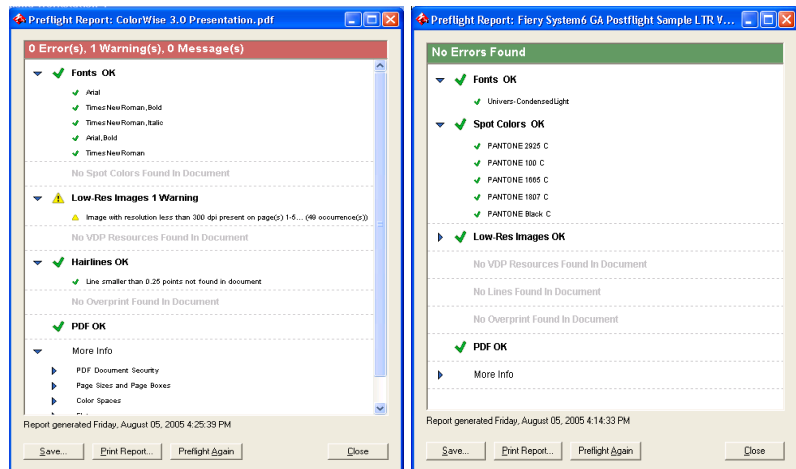 Preflight Report: ColorWise 3.0 Presentation.pdf
0 Error(s), 1 Warning(s), 0 Message(s)
Fonts OK
Arial
TimesNewRoman,Bold
TimesNewRoman,Italic
Arial,Bold
TimesNewRoman
No Spot Colors Found In Document
Low-Res Images 1 Warning
Image with resolution less than 300 dpi present on page(s) 1-5... (49 occurrence(s))
No VDP Resources Found In Document
Hairlines OK
Line smaller than 0.25 points not found in document
No Overprint Found In Document
PDF OK
More Info
PDF Document Security
Page Sizes and Page Boxes
Color Spaces
Report generated Friday, August 05, 2005 4:25:39 PM
Save...
Print Report...
Preflight Again
Close
Preflight Report: Fiery System6 GA Postflight Sample LTR V...
No Errors Found
Fonts OK
Univers-CondensedLight
Spot Colors OK
PANTONE 2925 C
PANTONE 100 C
PANTONE 1665 C
PANTONE 1807 C
PANTONE Black C
Low-Res Images OK
No VDP Resources Found In Document
No Lines Found In Document
No Overprint Found In Document
PDF OK
More Info
Report generated Friday, August 05, 2005 4:14:33 PM
Save...
Print Report...
Preflight Again
Close